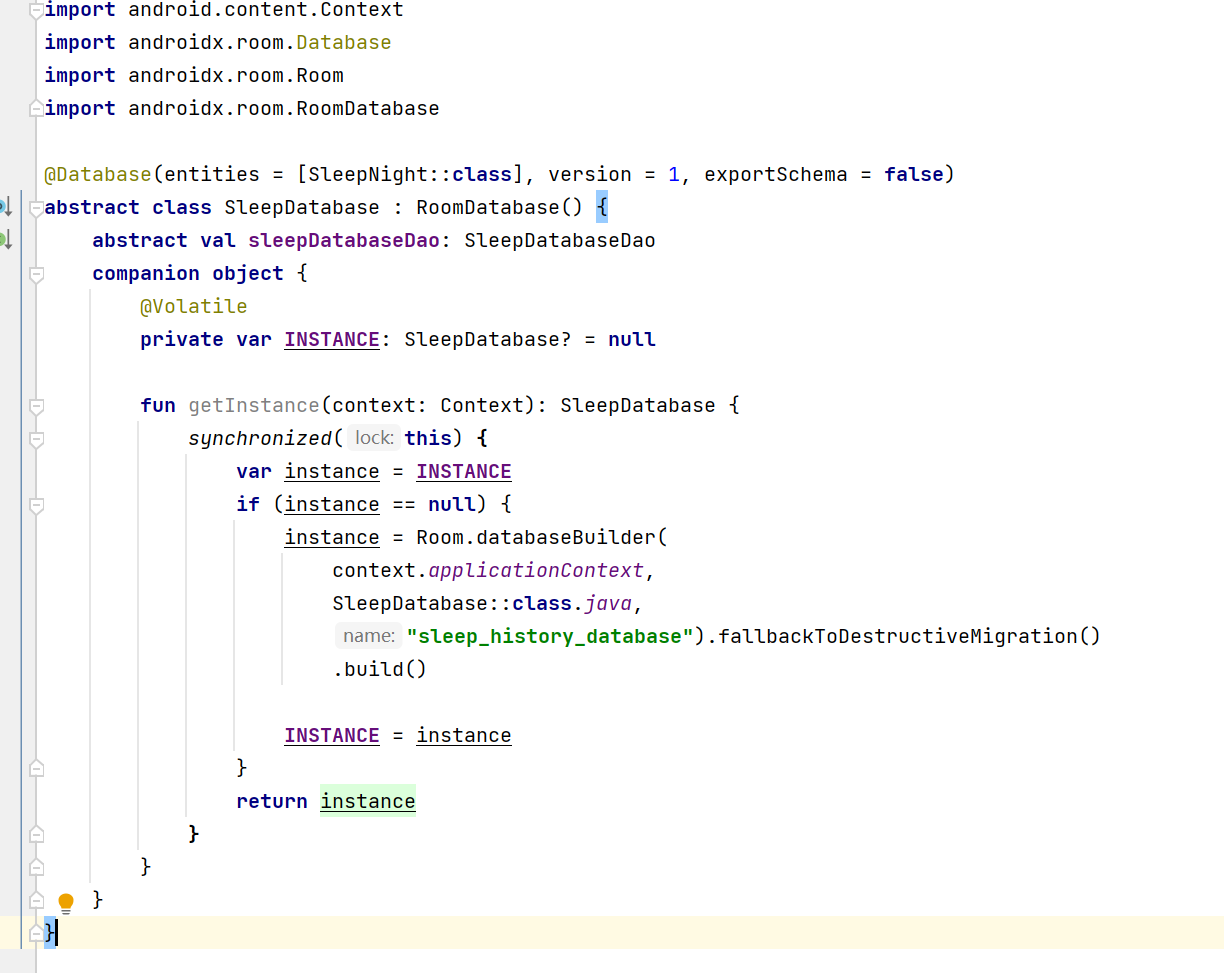 import android.content.Context
import androidx.room.Database
import androidx.room.Room
import androidx.room.RoomDatabase
@Database(entities = [SleepNight::class], version = 1, exportSchema = false)
abstract class SleepDatabase : RoomDatabase() {
abstract val sleepDatabaseDao: SleepDatabaseDao
companion object {
@Volatile
private var INSTANCE: SleepDatabase? = null
fun getInstance(context: Context): SleepDatabase {
synchronized( lock: this) {
var instance = INSTANCE
if (instance == null) {
instance = Room.databaseBuilder(
context.applicationContext,
SleepDatabase::class.java,
name: "sleep_history_database").fallbackToDestructiveMigration()
.build()
INSTANCE = instance
}
return instance
}
}
}
}